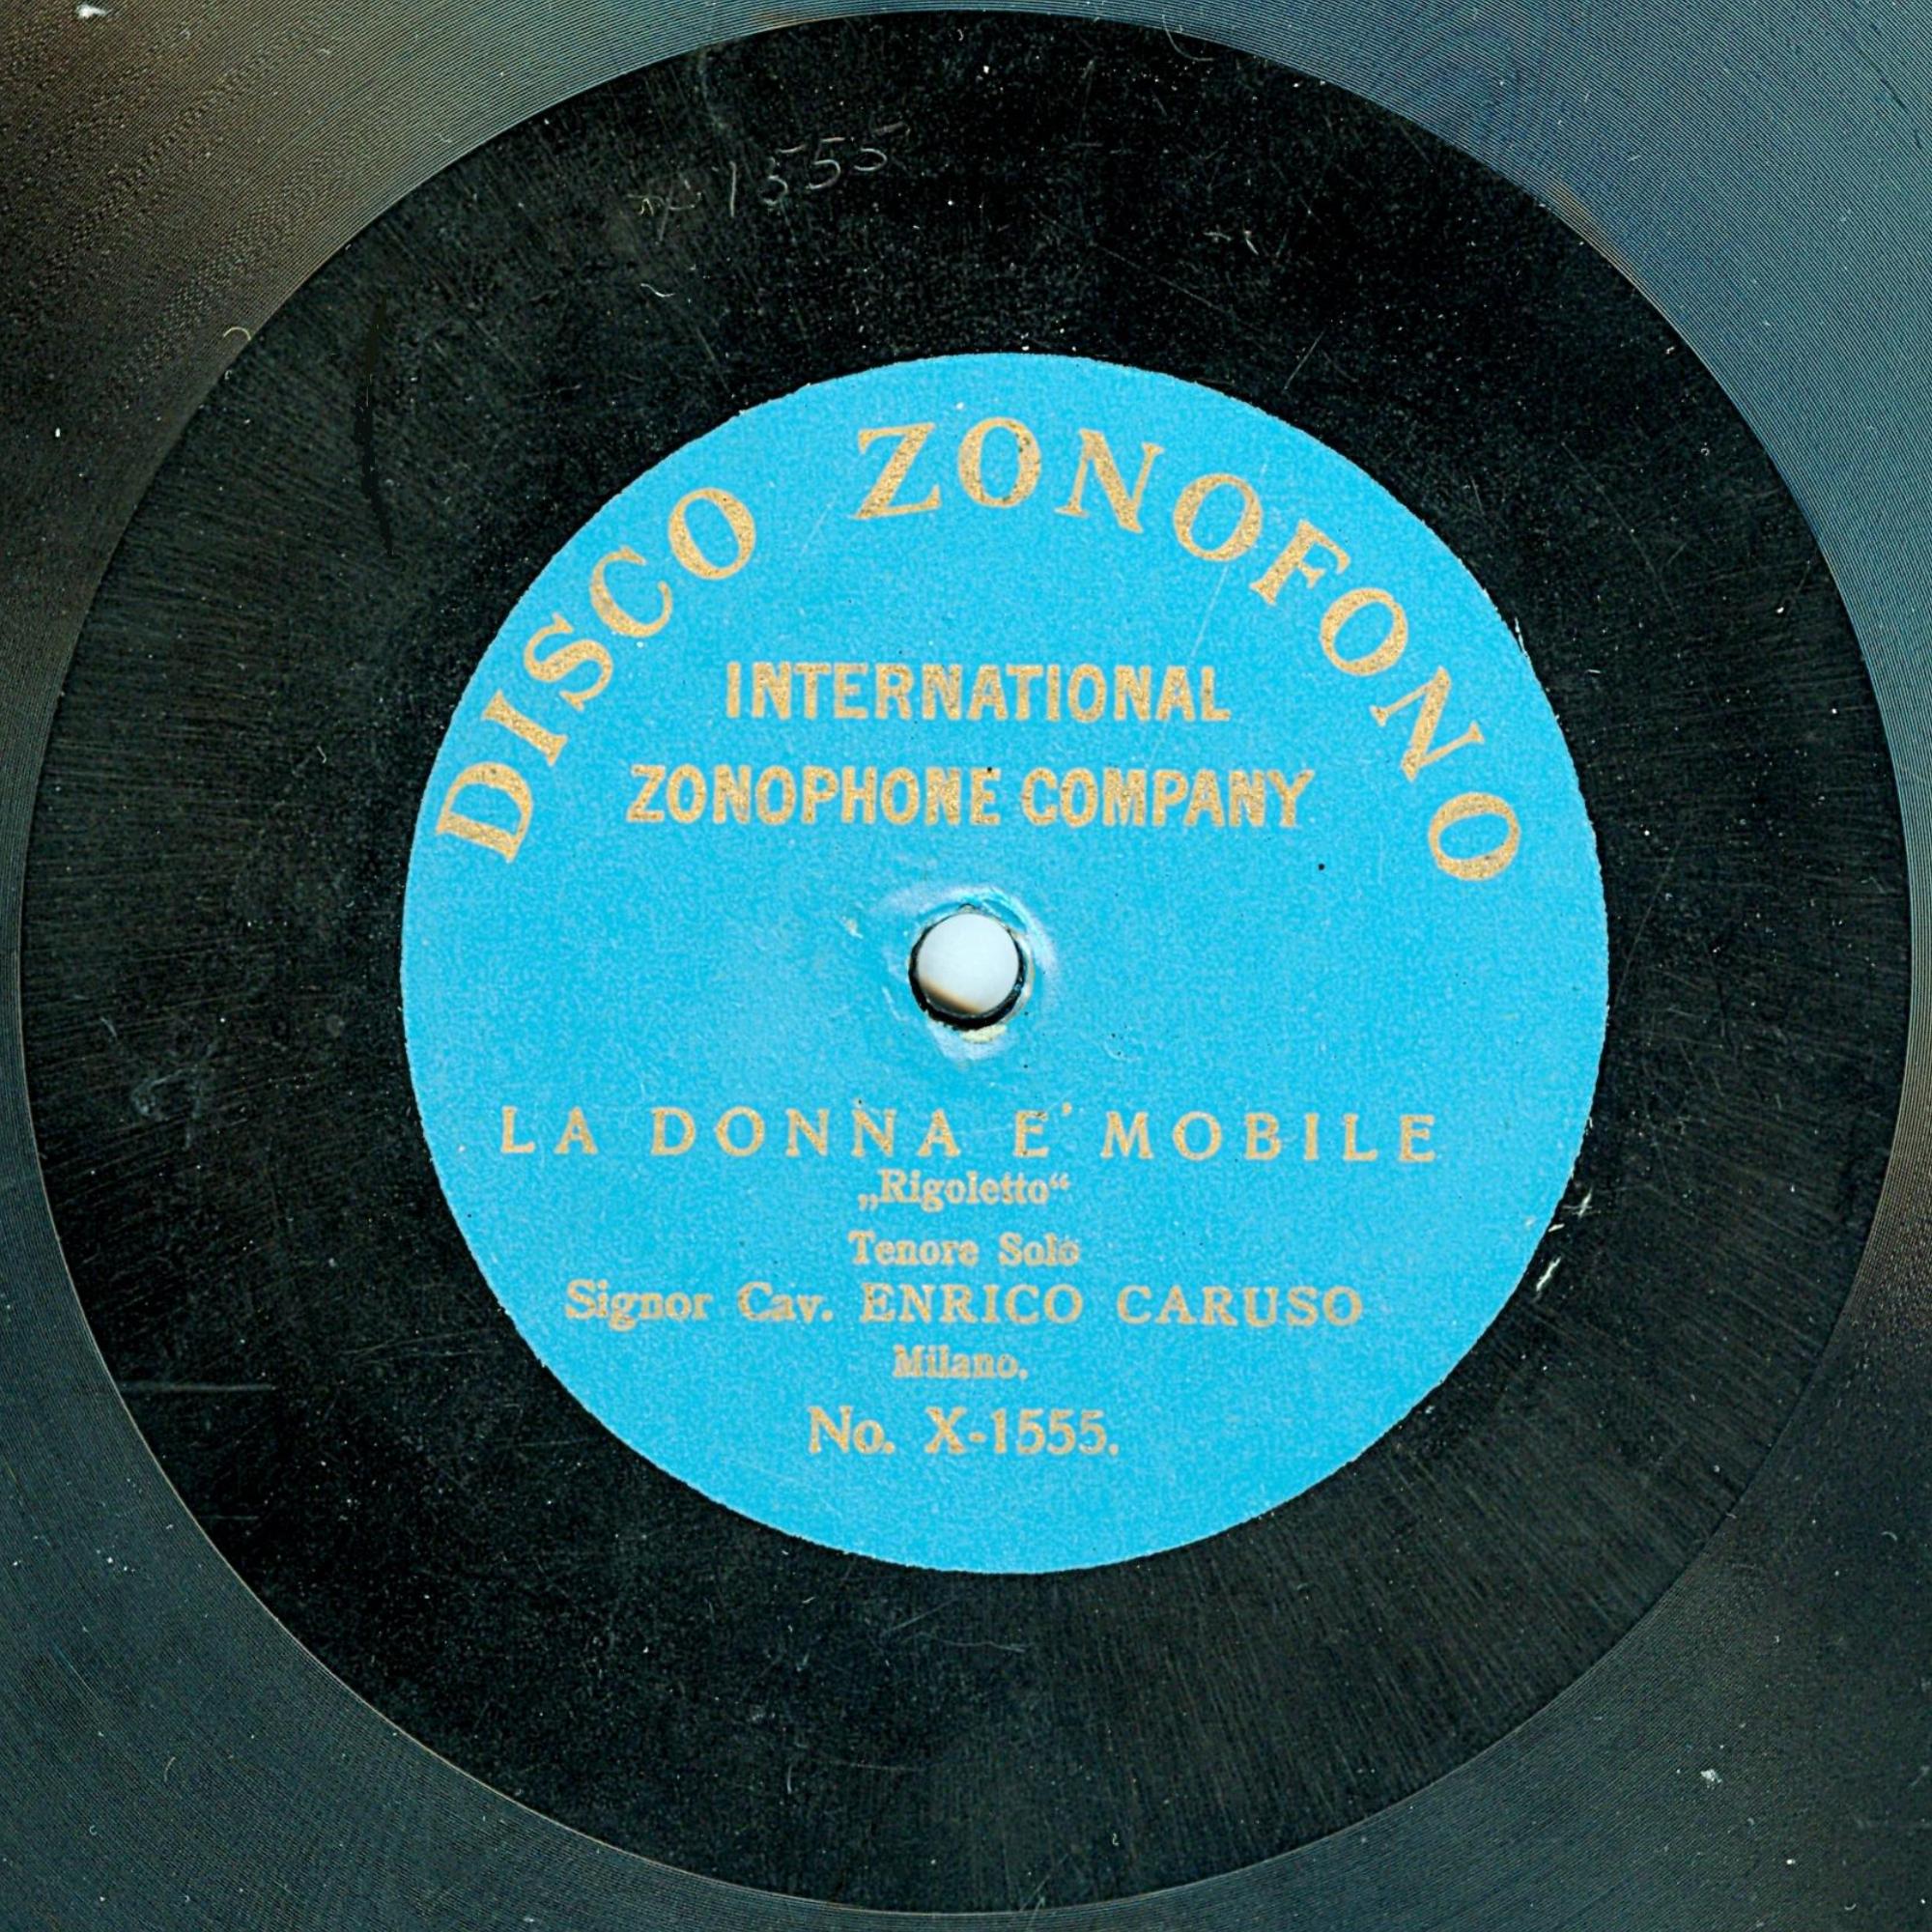 1555
DISCO ZONOFONO
INTERNATIONAL
ZONOPHONE COMPANY
LA DONNA E' MOBILE
„Rigoletto“
Tenore Solo
Signor Cav. ENRICO CARUSO
Milano.
No. X-1555.